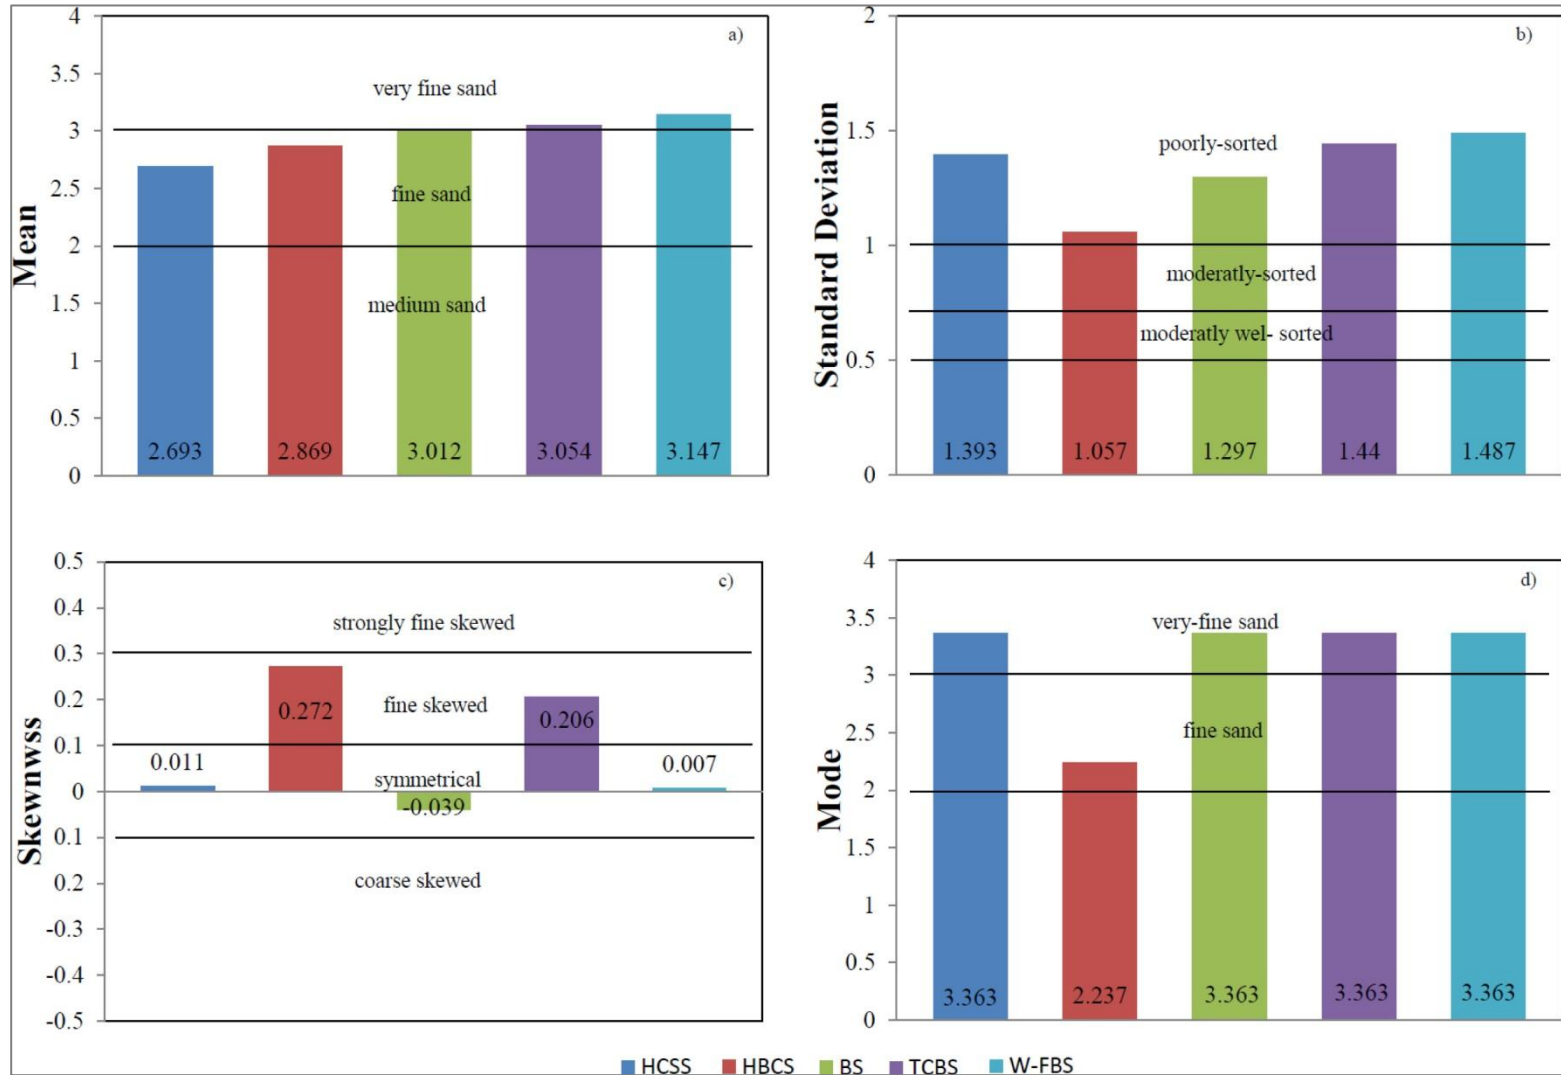 a)
Mean
4
3.5
3
2.5
2
1.5
1
0.5
0
very fine sand
fine sand
medium sand
2.693
2.869
3.012
3.054
3.147
b)
Standard Deviation
2
1.5
1
0.5
0
poorly-sorted
moderatly-sorted
moderatly wel- sorted
1.393
1.057
1.297
1.44
1.487
c)
Skewnwss
0.5
0.4
0.3
0.2
0.1
0
0.1
0.2
-0.3
-0.4
-0.5
strongly fine skewed
fine skewed
symmetrical
coarse skewed
0.011
0.272
-0.039
0.206
0.007
d)
Mode
4
3.5
3
2.5
2
1.5
1
0.5
0
very-fine sand
fine sand
3.363
2.237
3.363
3.363
3.363
HCSS HBCS BS TCBS W-FBS